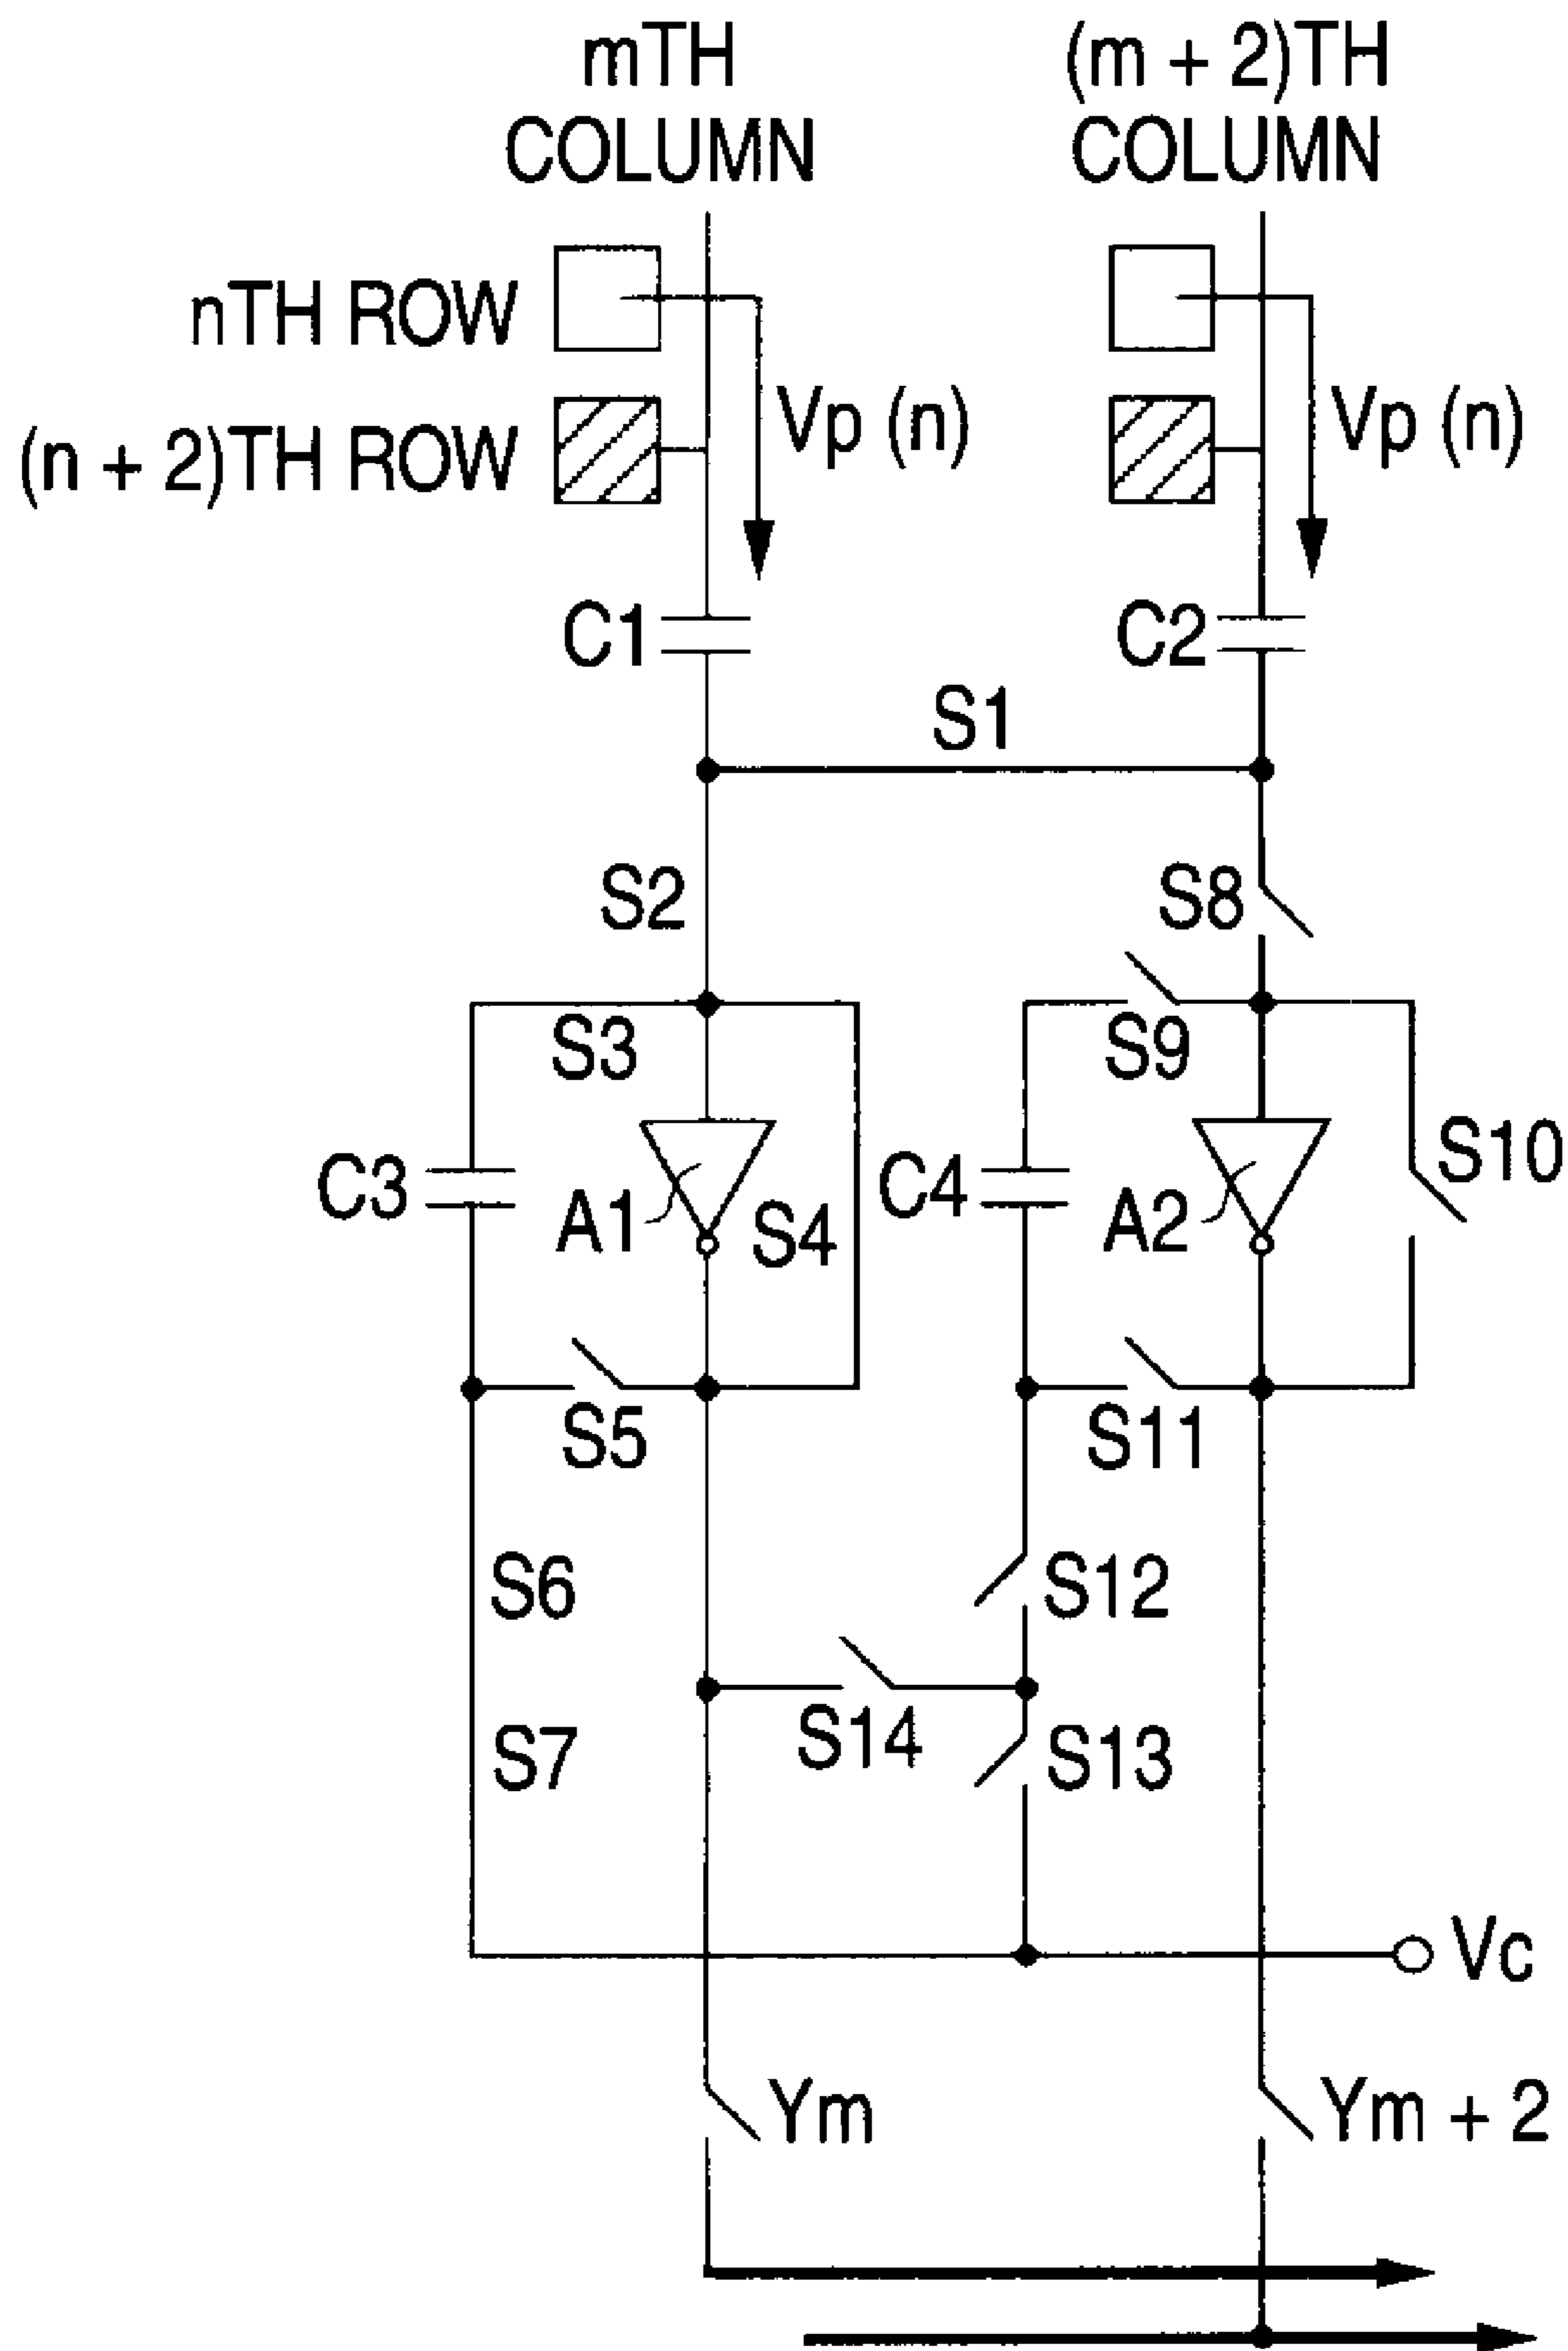 mTH
COLUMN
(m + 2)TH
COLUMN
nTH ROW
(n + 2)TH ROW
Vp (n)
Vp (n)
C1
C2
S1
S2
S8
S3
S9
C3
A1
S4
C4
A2
S10
S5
S11
S6
S12
S14
S7
S13
Vc
Ym
Ym + 2